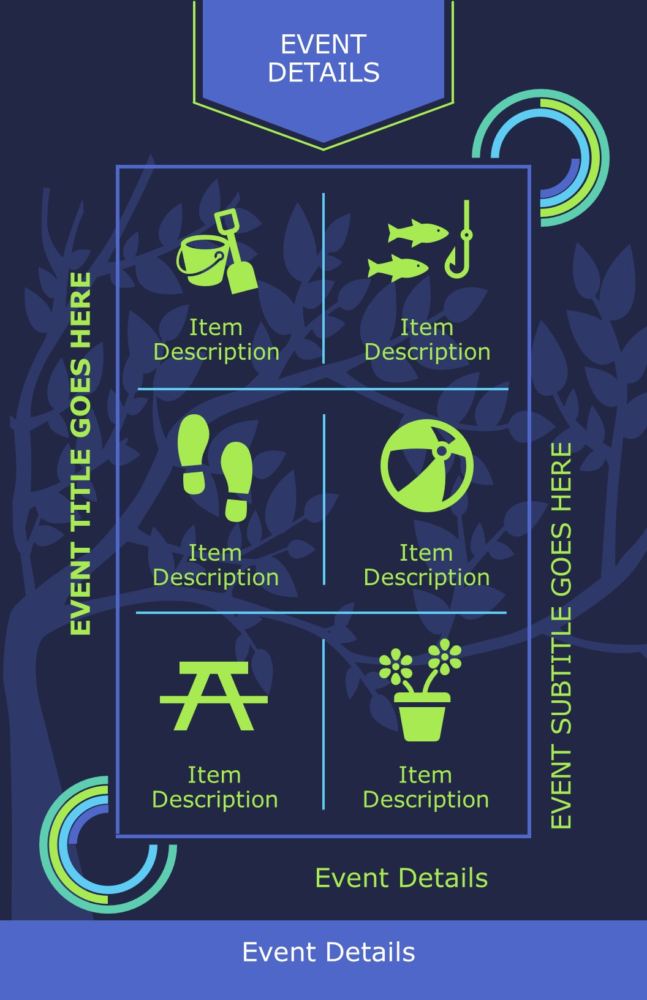 EVENT
DETAILS
EVENT TITLE GOES HERE
Item
Description
Item
Description
Item
Description
Item
Description
Item
Description
Item
Description
EVENT SUBTITLE GOES HERE
Event Details
Event Details